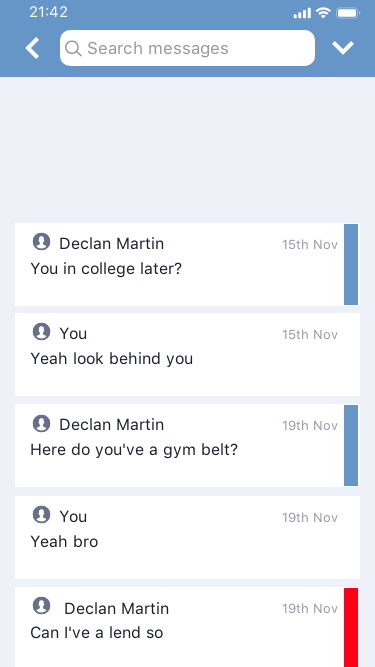 21:42
Search messages
Declan Martin 15th Nov
You in college later?
You 15th Nov
Yeah look behind you
Declan Martin 19th Nov
Here do you've a gym belt?
You 19th Nov
Yeah bro
Declan Martin 19th Nov
Can I've a lend so